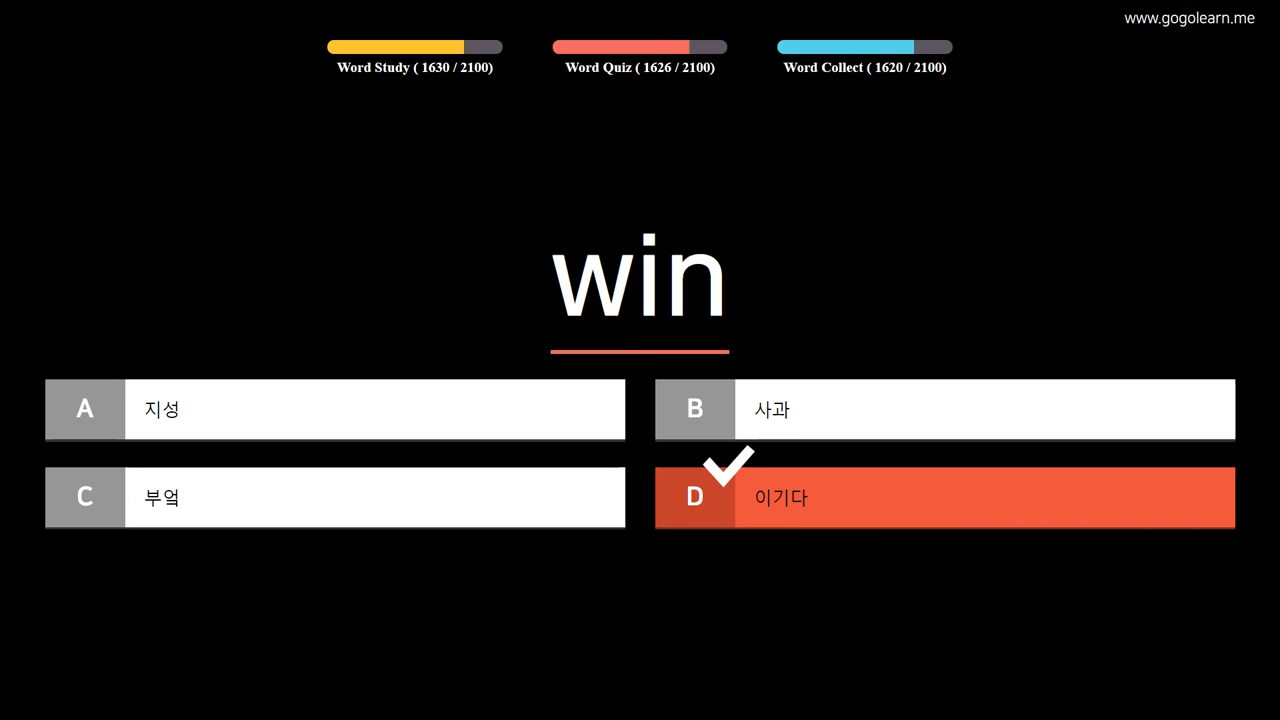 www.gogolearn.me
Word Study ( 1630 / 2100)
Word Quiz ( 1626 / 2100)
Word Collect ( 1620 / 2100)
win
A 지성
B 사과
C 부엌
D 이기다